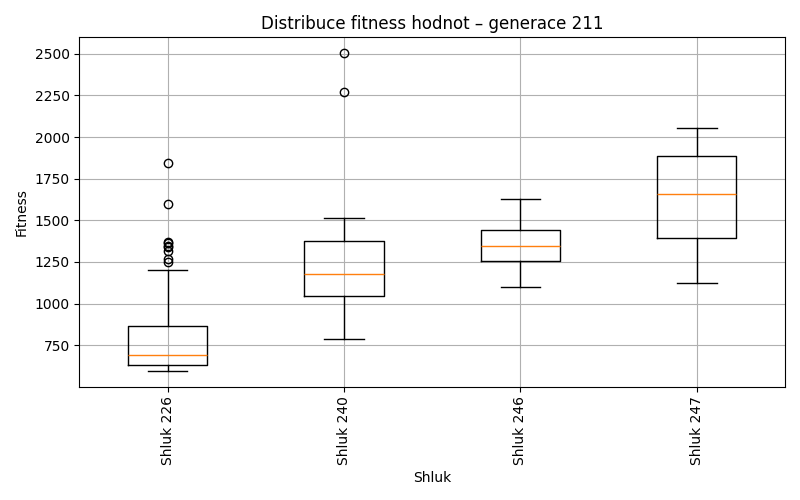 Distribuce fitness hodnot – generace 211
2500
2250
2000
1750
1500
1250
1000
750
Fitness
Shluk 226
Shluk 240
Shluk 246
Shluk 247
Shluk